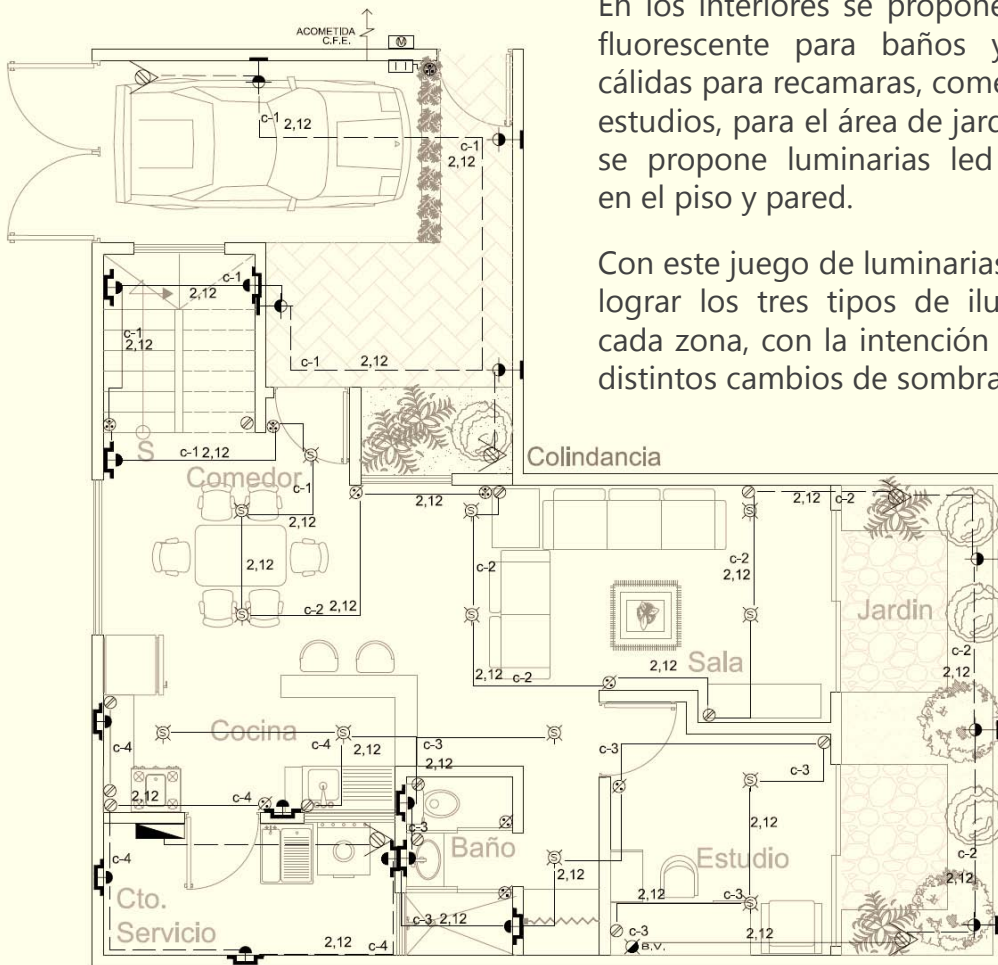 En los interiores se propone
fluorescente para baños y
cálidas para recamaras, come
estudios, para el área de jard
se propone luminarias led
en el piso y pared.
Con este juego de luminarias
lograr los tres tipos de ilu
cada zona, con la intención
distintos cambios de sombra
ACOMETIDA
C.F.E.
M
c-1 2,12
c-1
2,12
c-1
2,12
c-1
2,12
c-1 2,12
S
c-1 2,12
Comedor
c-1
2,12
2,12
Colindancia
2,12 c-2
2,12
c-2
c-2
2,12
c-2 2,12
Jardin
2,12 Sala
c-2
2,12
2,12 c-2
Cocina
c-4
c-4 2,12
c-3
2,12
c-3
c-3
2,12
c-4
c-3
2,12
Baño
Estudio
c-4
2,12
c-2
2,12
Cto.
Servicio
2,12
c-3
c-3 2,12
c-3
2,12
2,12 c-4
B.V.